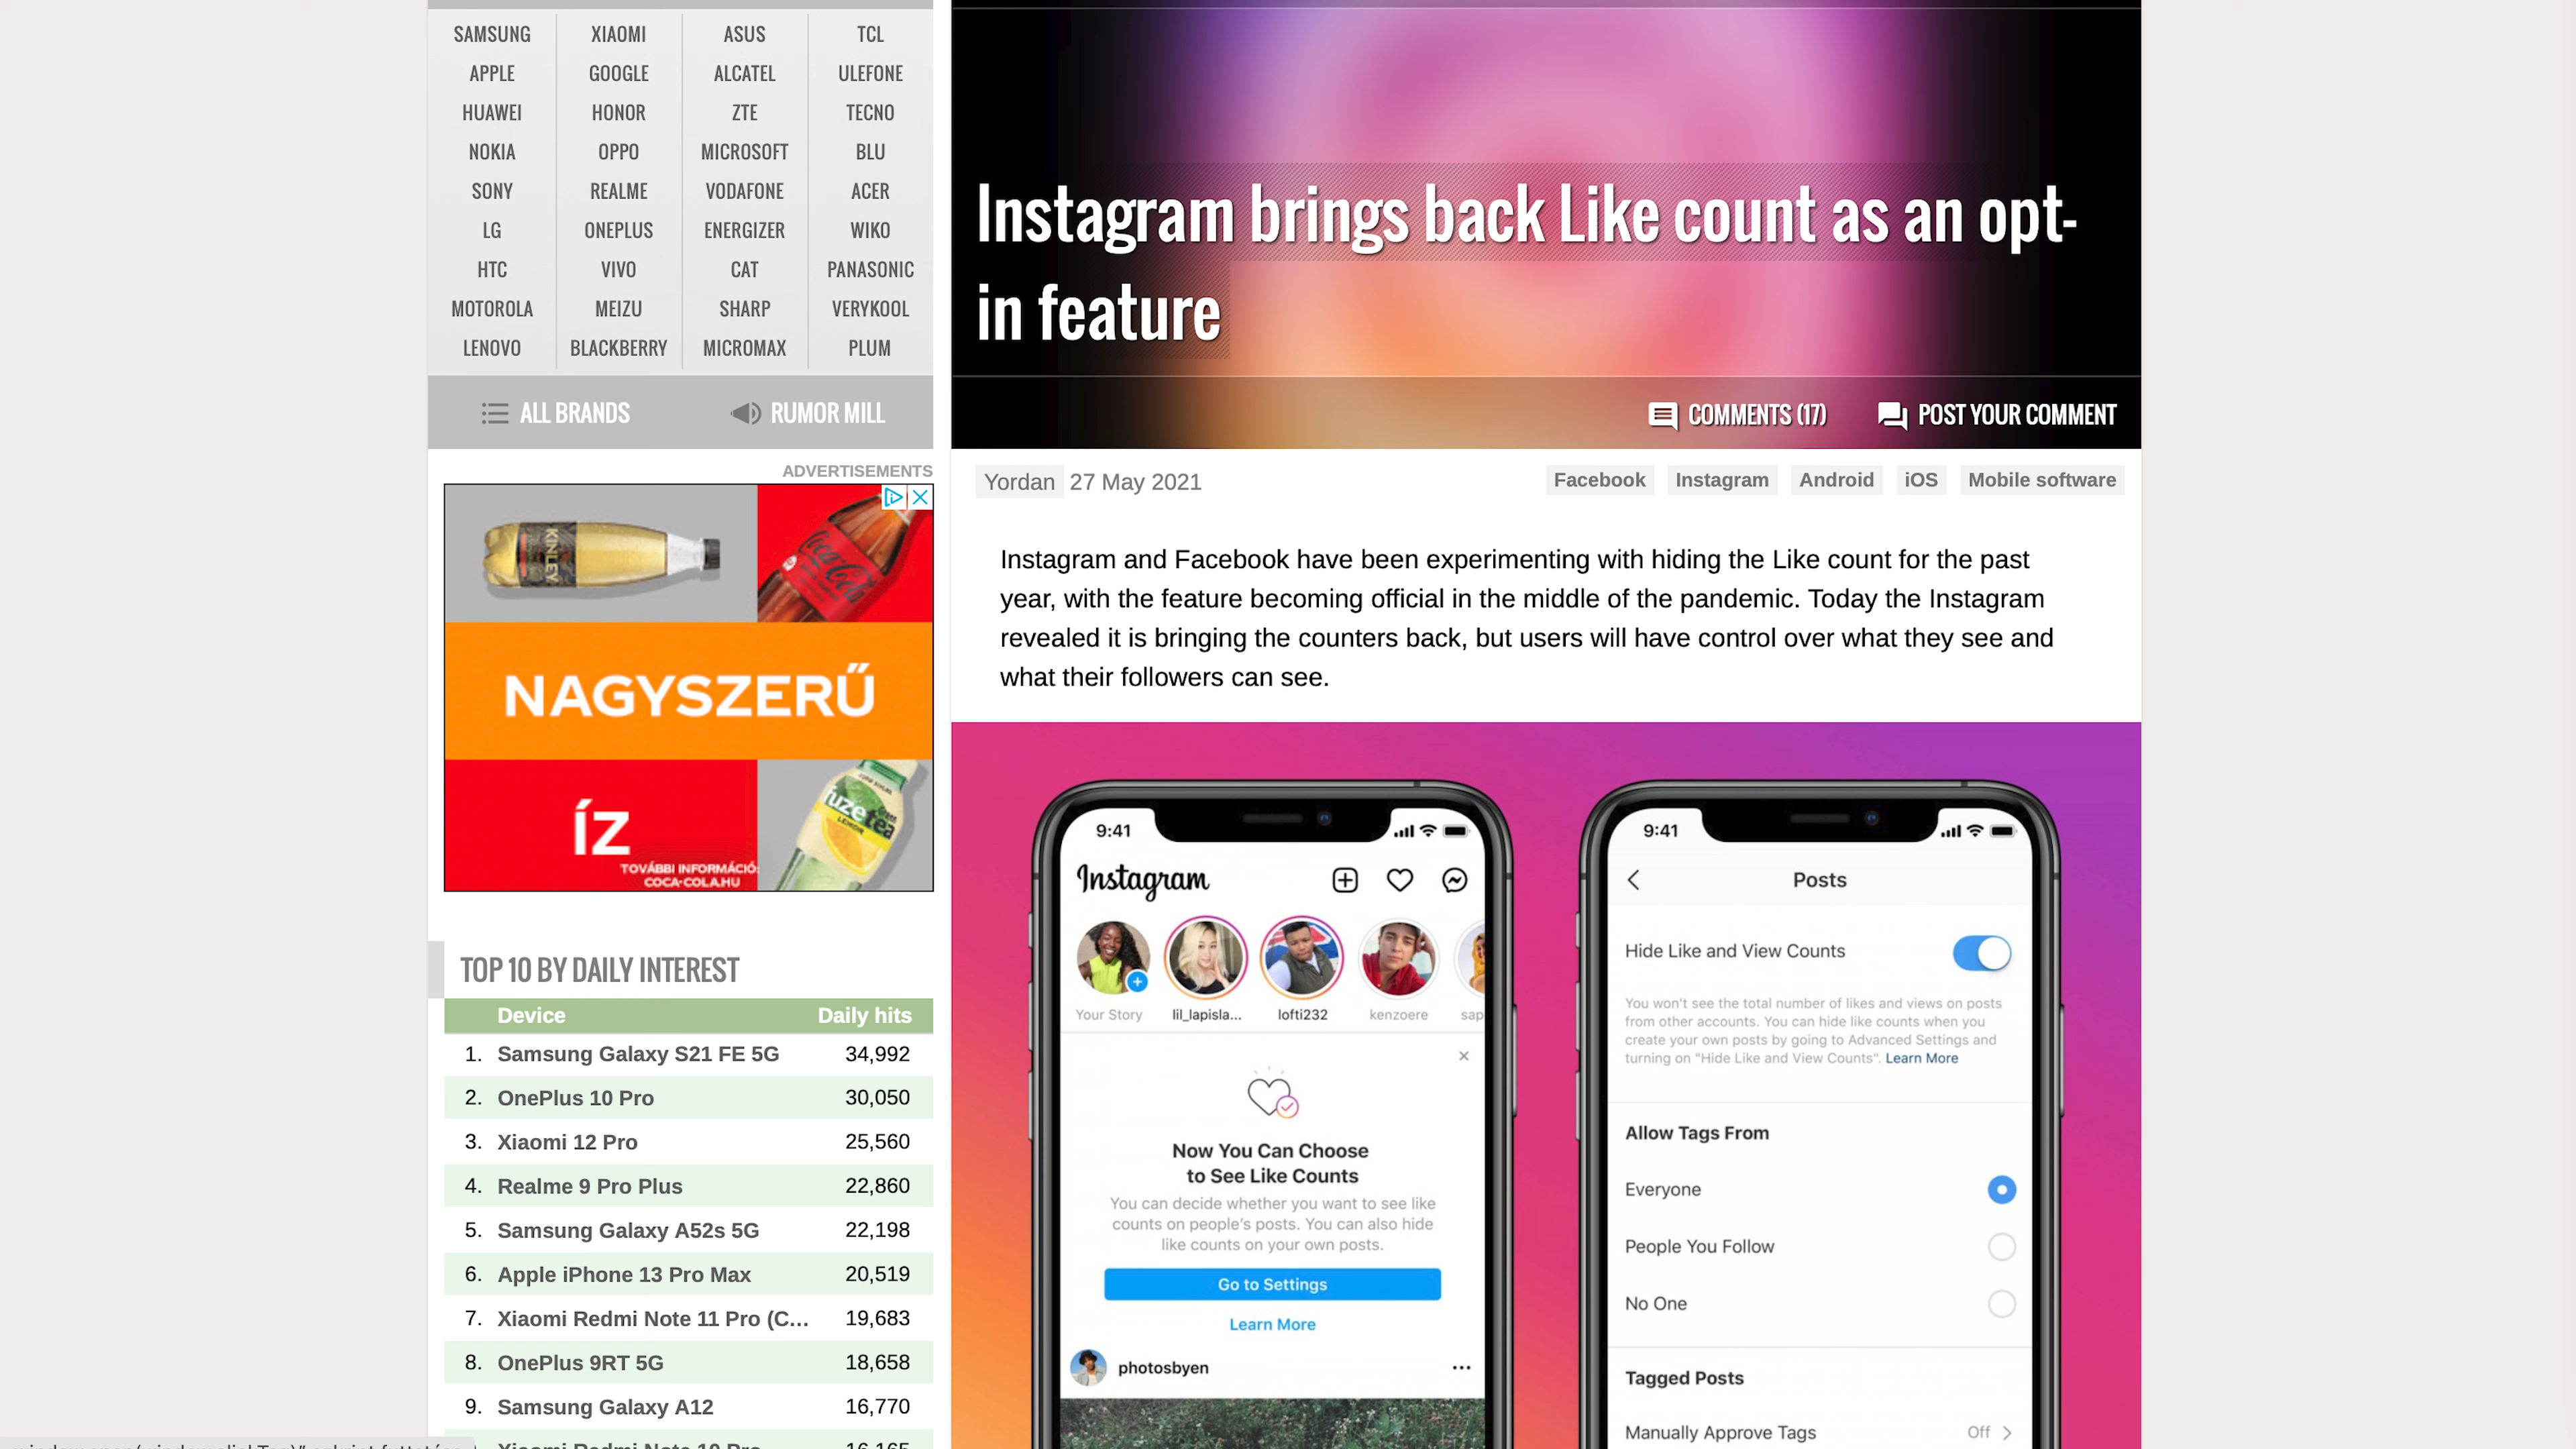 SAMSUNG XIAOMI ASUS TCL
APPLE GOOGLE ALCATEL ULEFONE
HUAWEI HONOR ZTE TECNO
NOKIA OPPO MICROSOFT BLU
SONY REALME VODAFONE ACER
LG ONEPLUS ENERGIZER WIKO
HTC VIVO CAT PANASONIC
MOTOROLA MEIZU SHARP VERYKOOL
LENOVO BLACKBERRY MICROMAX PLUM
ALL BRANDS RUMOR MILL
ADVERTISEMENTS
KINLEY
Coca-Cola
NAGYSZERŰ
ÍZ
fuze tea
LEMON
TOVÁBBI INFORMÁCIÓ:
COCA-COLA.HU
TOP 10 BY DAILY INTEREST
Device Daily hits
1. Samsung Galaxy S21 FE 5G 34,992
2. OnePlus 10 Pro 30,050
3. Xiaomi 12 Pro 25,560
4. Realme 9 Pro Plus 22,860
5. Samsung Galaxy A52s 5G 22,198
6. Apple iPhone 13 Pro Max 20,519
7. Xiaomi Redmi Note 11 Pro (C... 19,683
8. OnePlus 9RT 5G 18,658
9. Samsung Galaxy A12 16,770
Instagram brings back Like count as an opt-
in feature
COMMENTS (17) POST YOUR COMMENT
Yordan 27 May 2021
Facebook Instagram Android iOS Mobile software
Instagram and Facebook have been experimenting with hiding the Like count for the past
year, with the feature becoming official in the middle of the pandemic. Today the Instagram
revealed it is bringing the counters back, but users will have control over what they see and
what their followers can see.
9:41
Instagram
Your Story lil_lapisla... lofti232 kenzoere sap
Now You Can Choose
to See Like Counts
You can decide whether you want to see like
counts on people's posts. You can also hide
like counts on your own posts.
Go to Settings
Learn More
photosbyen
9:41
Posts
Hide Like and View Counts
You won't see the total number of likes and views on posts
from other accounts. You can hide like counts when you
create your own posts by going to Advanced Settings and
turning on "Hide Like and View Counts". Learn More
Allow Tags From
Everyone
People You Follow
No One
Tagged Posts
Manually Approve Tags Off